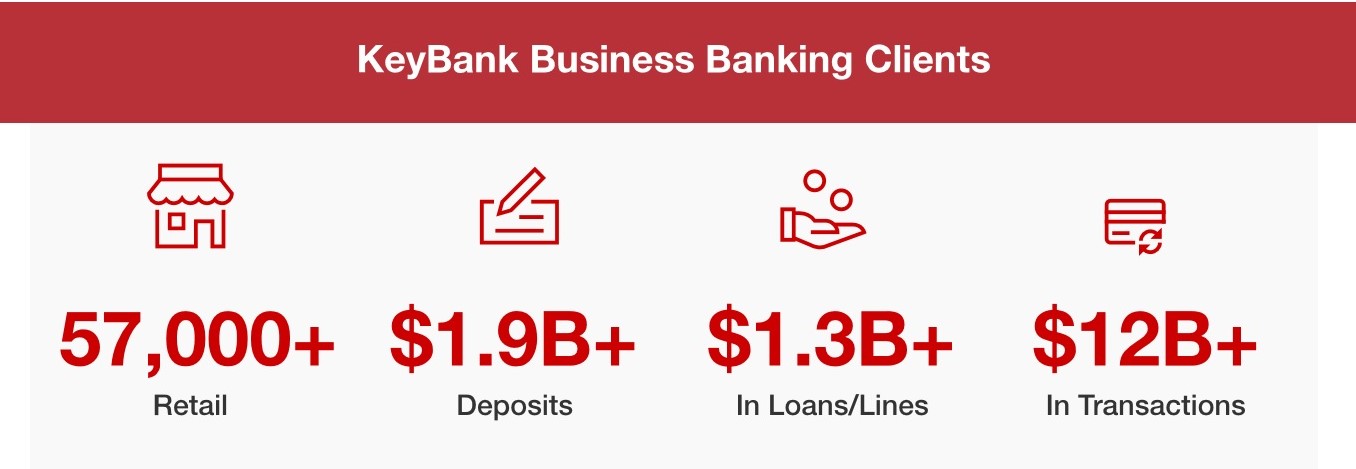 KeyBank Business Banking Clients
57,000+
Retail
$1.9B+
Deposits
$1.3B+
In Loans/Lines
$12B+
In Transactions